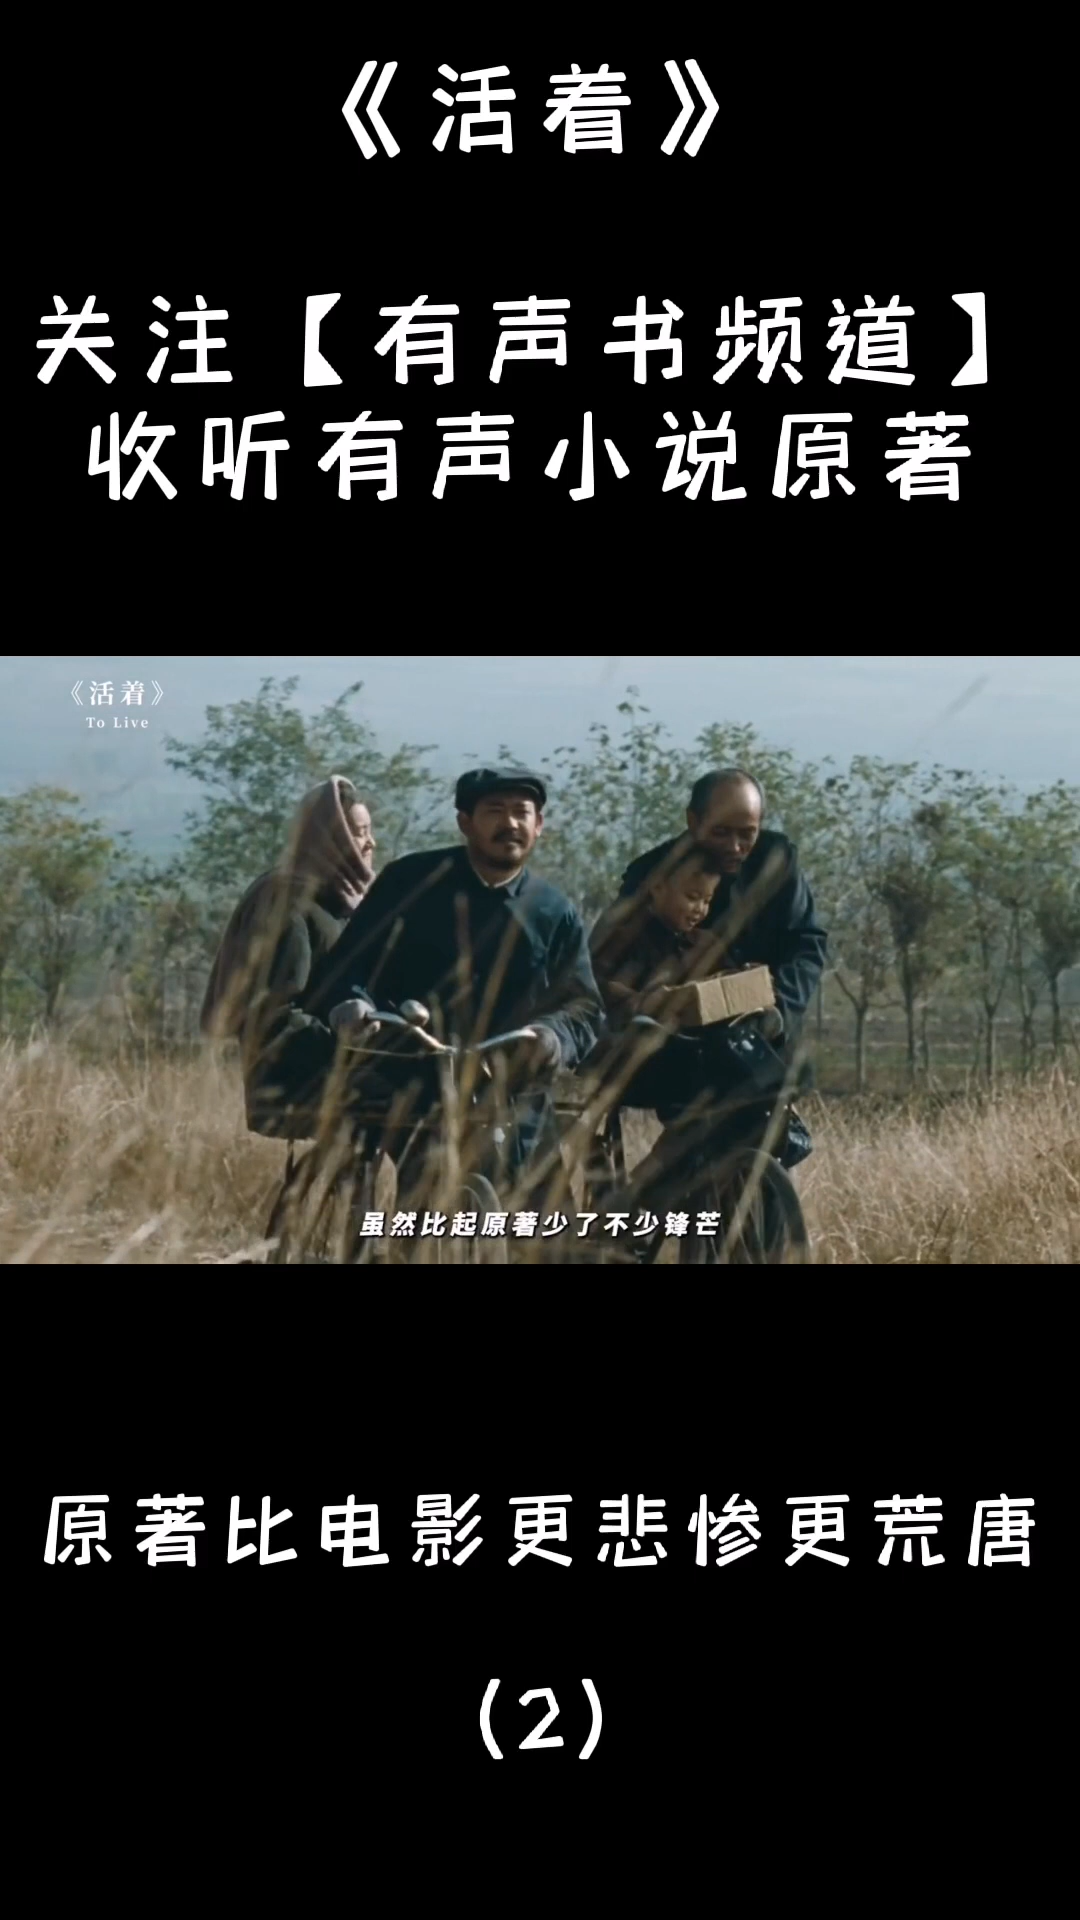 《活着》
关注【有声书频道】
收听有声小说原著
《活着》
To Live
虽然比起原著少了不少锋芒
原著比电影更悲惨更荒唐
(2)